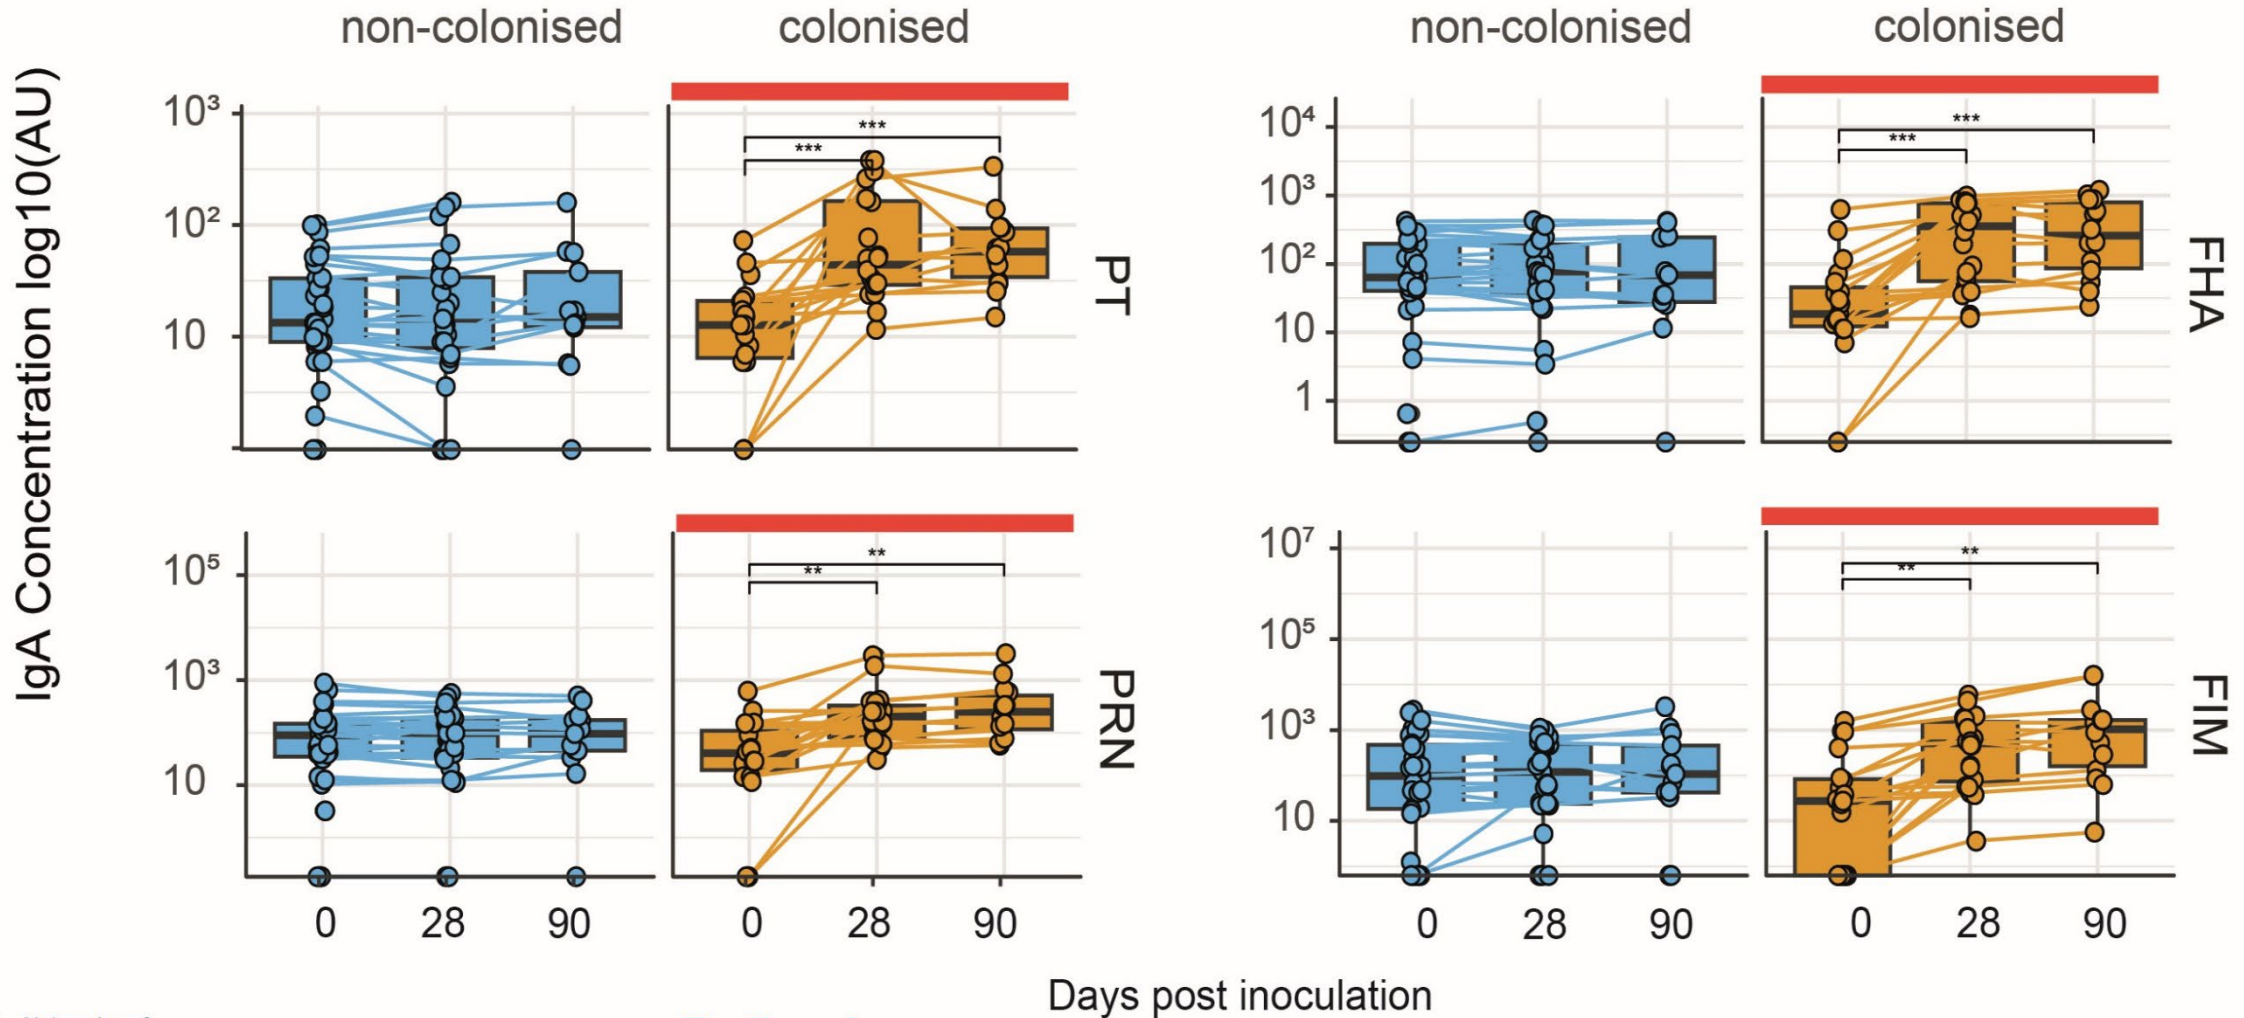 non-colonised colonised non-colonised colonised
IgA Concentration log10(AU)
10³
10²
10
***
***
PT
10⁴
10³
10²
10
1
***
***
FHA
10⁵
10³
10
**
**
PRN
10⁷
10⁵
10³
10
**
**
FIM
0 28 90 0 28 90 0 28 90 0 28 90
Days post inoculation